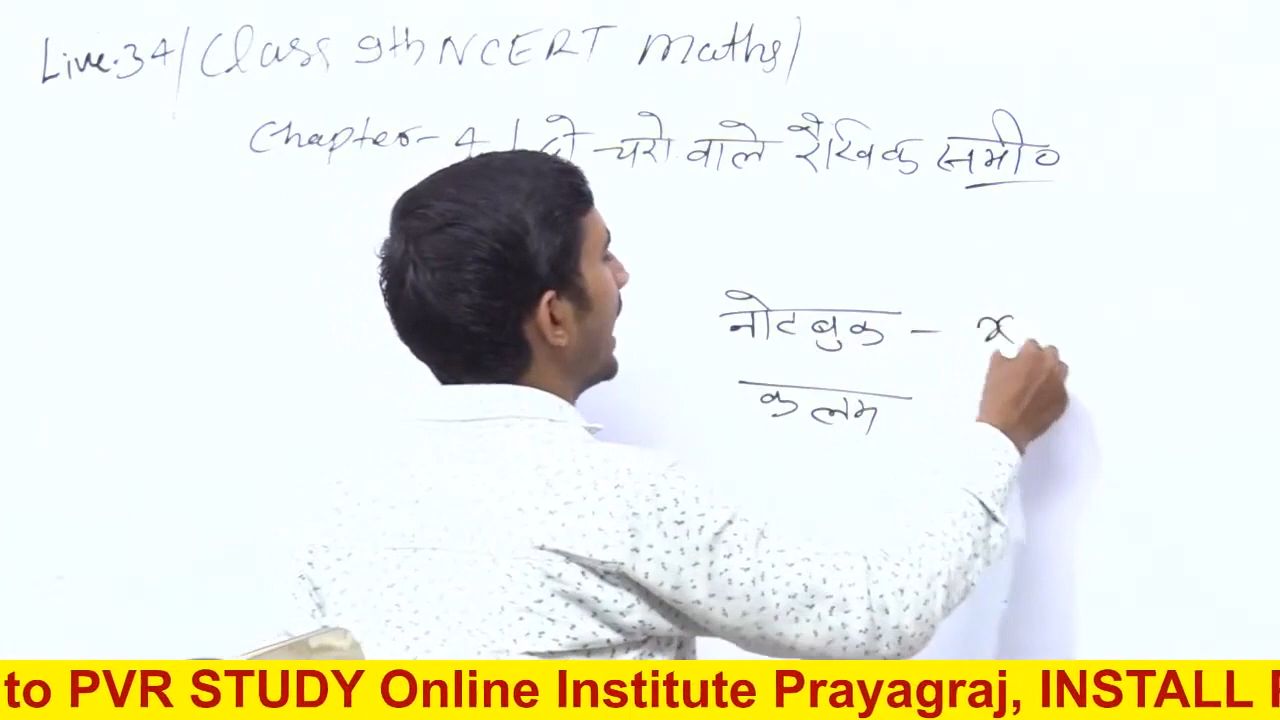 Live.34/Class 9th NCERT Maths/
Chapter-4 / दो चरो वाले रैखिक समी०
नोटबुक - x
कलम
to PVR STUDY Online Institute Prayagraj, INSTALL